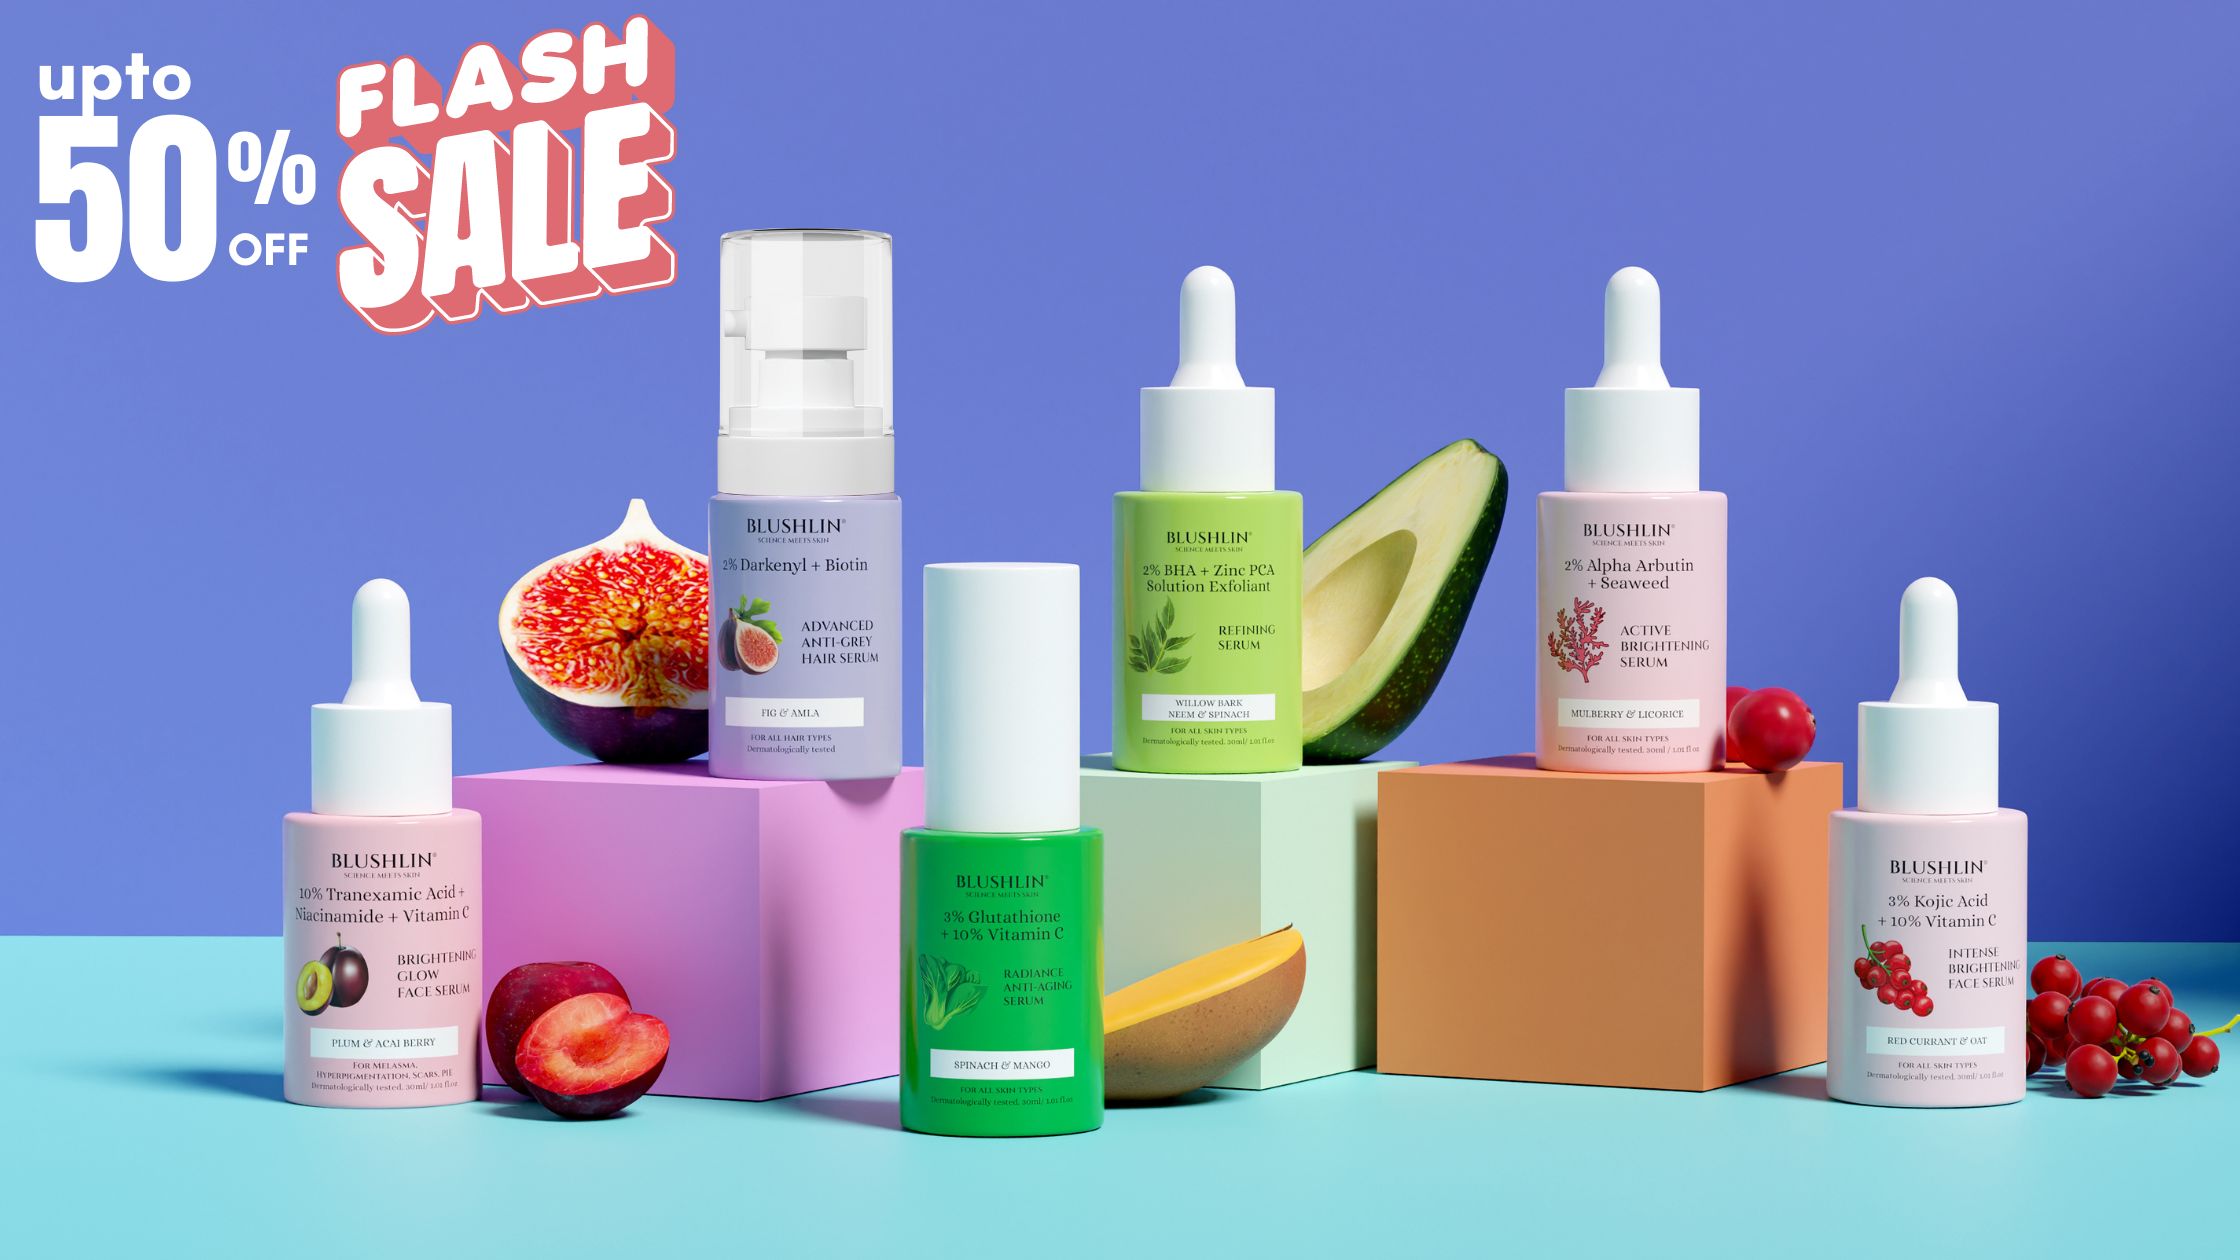 upto
50%
OFF
FLASH
SALE
BLUSHLIN®
SCIENCE MEETS SKIN
10% Tranexamic Acid +
Niacinamide + Vitamin C
BRIGHTENING
GLOW
FACE SERUM
PLUM & ACAI BERRY
FOR MELASMA,
HYPERPIGMENTATION, SCARS, PIE
Dermatologically tested. 30ml/ 1.01 fl.oz
BLUSHLIN®
SCIENCE MEETS SKIN
2% Darkenyl + Biotin
ADVANCED
ANTI-GREY
HAIR SERUM
FIG & AMLA
FOR ALL HAIR TYPES
Dermatologically tested
BLUSHLIN®
SCIENCE MEETS SKIN
3% Glutathione
+ 10% Vitamin C
RADIANCE
ANTI-AGING
SERUM
SPINACH & MANGO
FOR ALL SKIN TYPES
Dermatologically tested. 30ml/ 1.01 fl.oz
BLUSHLIN®
SCIENCE MEETS SKIN
2% BHA + Zinc PCA
Solution Exfoliant
REFINING
SERUM
WILLOW BARK
NEEM & SPINACH
FOR ALL SKIN TYPES
Dermatologically tested. 30ml/ 1.01 fl.oz
BLUSHLIN®
SCIENCE MEETS SKIN
2% Alpha Arbutin
+ Seaweed
ACTIVE
BRIGHTENING
SERUM
MULBERRY & LICORICE
FOR ALL SKIN TYPES
Dermatologically tested. 30ml / 1.01 fl oz
BLUSHLIN®
SCIENCE MEETS SKIN
3% Kojic Acid
+ 10% Vitamin C
INTENSE
BRIGHTENING
FACE SERUM
RED CURRANT & OAT
FOR ALL SKIN TYPES
Dermatologically tested. 30ml/ 1.01 fl.oz